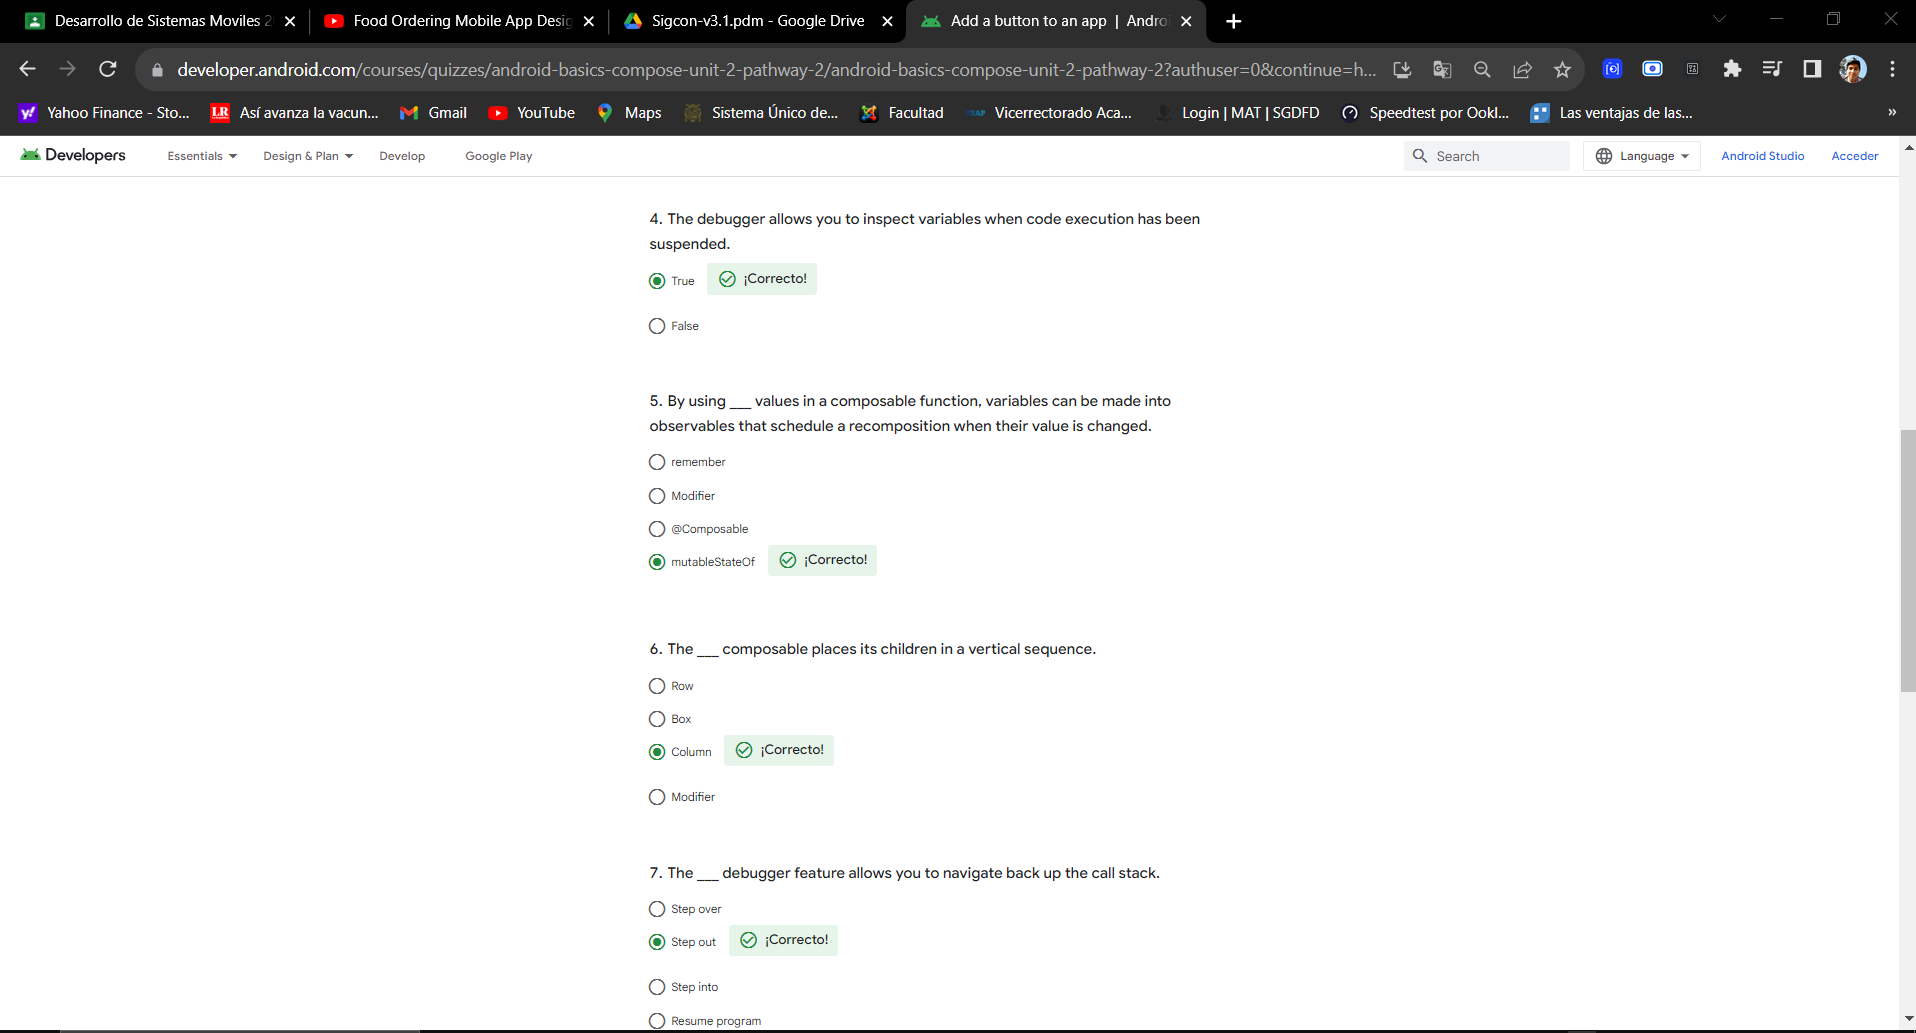 Desarrollo de Sistemas Moviles 2
Food Ordering Mobile App Desig
Sigcon-v3.1.pdm - Google Drive
Add a button to an app | Androi
developer.android.com/courses/quizzes/android-basics-compose-unit-2-pathway-2/android-basics-compose-unit-2-pathway-2?authuser=0&continue=h...
Yahoo Finance - Sto...
LR Así avanza la vacun...
Gmail
YouTube
Maps
Sistema Único de...
Facultad
Vicerrectorado Aca...
Login | MAT | SGDFD
Speedtest por Ookl...
Las ventajas de las...
»
Developers
Essentials
Design & Plan
Develop
Google Play
Search
Language
Android Studio
Acceder
4. The debugger allows you to inspect variables when code execution has been
suspended.
True ¡Correcto!
False
5. By using ___ values in a composable function, variables can be made into
observables that schedule a recomposition when their value is changed.
remember
Modifier
@Composable
mutableStateOf ¡Correcto!
6. The ___ composable places its children in a vertical sequence.
Row
Box
Column ¡Correcto!
Modifier
7. The ___ debugger feature allows you to navigate back up the call stack.
Step over
Step out ¡Correcto!
Step into
Resume program